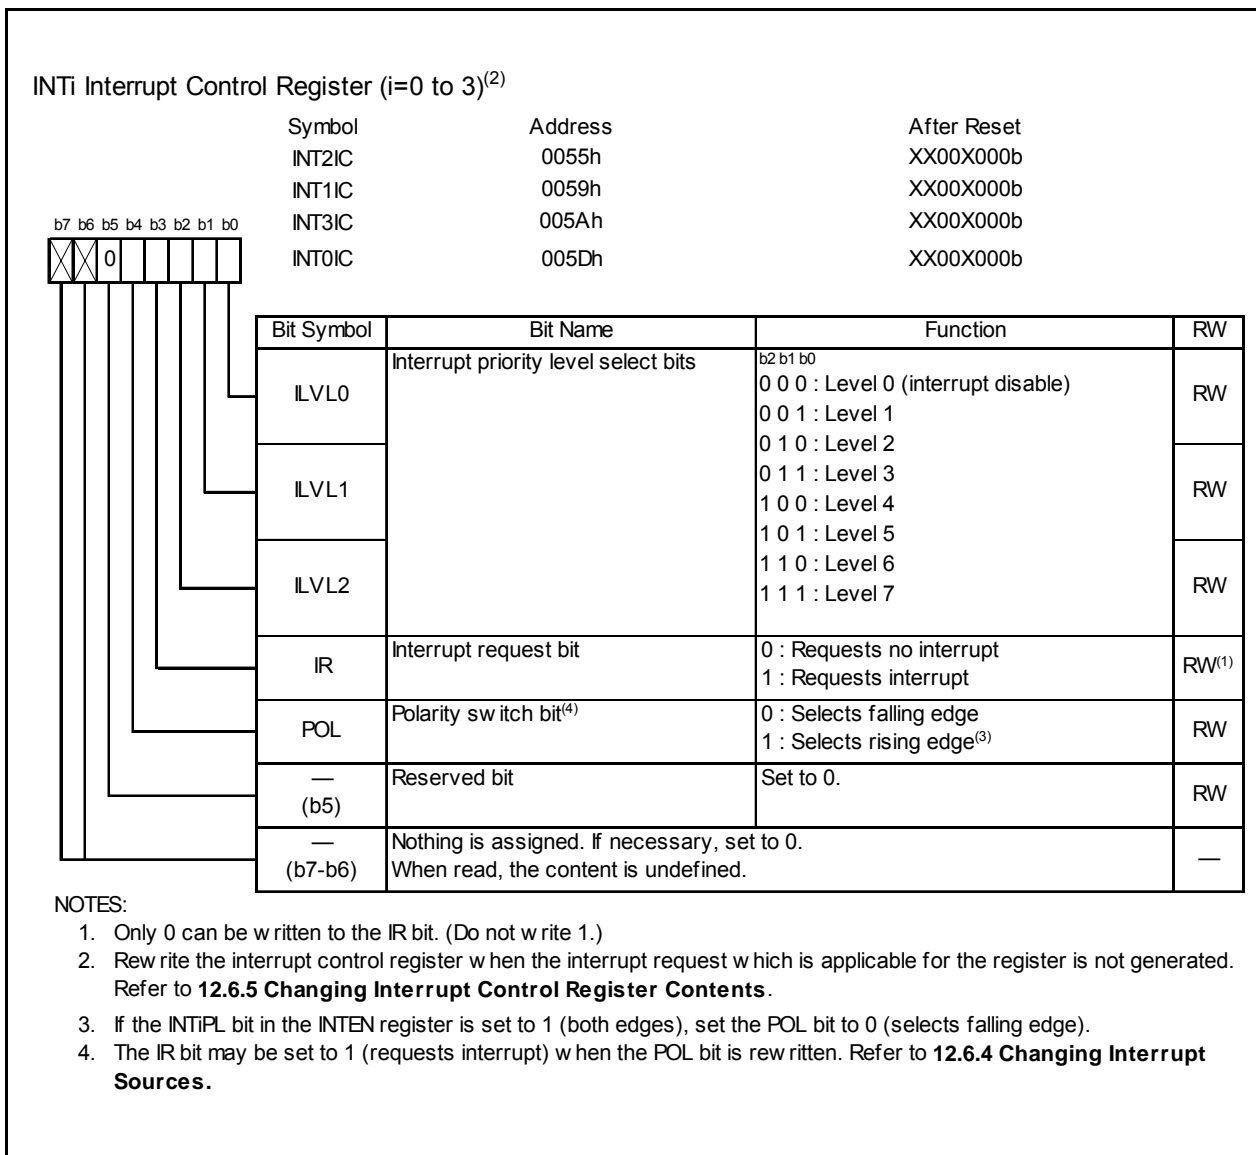 INTi Interrupt Control Register (i=0 to 3)(2)
Symbol Address After Reset
INT2IC 0055h XX00X000b
INT1IC 0059h XX00X000b
INT3IC 005Ah XX00X000b
INT0IC 005Dh XX00X000b
b7 b6 b5 b4 b3 b2 b1 b0
0
Bit Symbol Bit Name Function RW
ILVL0 Interrupt priority level select bits b2 b1 b0
0 0 0 : Level 0 (interrupt disable) RW
0 0 1 : Level 1
0 1 0 : Level 2
ILVL1 0 1 1 : Level 3 RW
1 0 0 : Level 4
1 0 1 : Level 5
ILVL2 1 1 0 : Level 6 RW
1 1 1 : Level 7
IR Interrupt request bit 0 : Requests no interrupt RW(1)
1 : Requests interrupt
POL Polarity switch bit(4) 0 : Selects falling edge RW
1 : Selects rising edge(3)
— Reserved bit Set to 0. RW
(b5)
— Nothing is assigned. If necessary, set to 0. —
(b7-b6) When read, the content is undefined.
NOTES:
1. Only 0 can be written to the IR bit. (Do not write 1.)
2. Rewrite the interrupt control register when the interrupt request which is applicable for the register is not generated.
Refer to 12.6.5 Changing Interrupt Control Register Contents.
3. If the INTiPL bit in the INTEN register is set to 1 (both edges), set the POL bit to 0 (selects falling edge).
4. The IR bit may be set to 1 (requests interrupt) when the POL bit is rewritten. Refer to 12.6.4 Changing Interrupt
Sources.